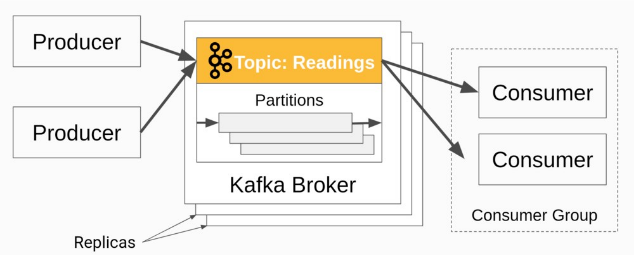 Producer
Producer
Topic: Readings
Partitions
Kafka Broker
Replicas
Consumer
Consumer
Consumer Group